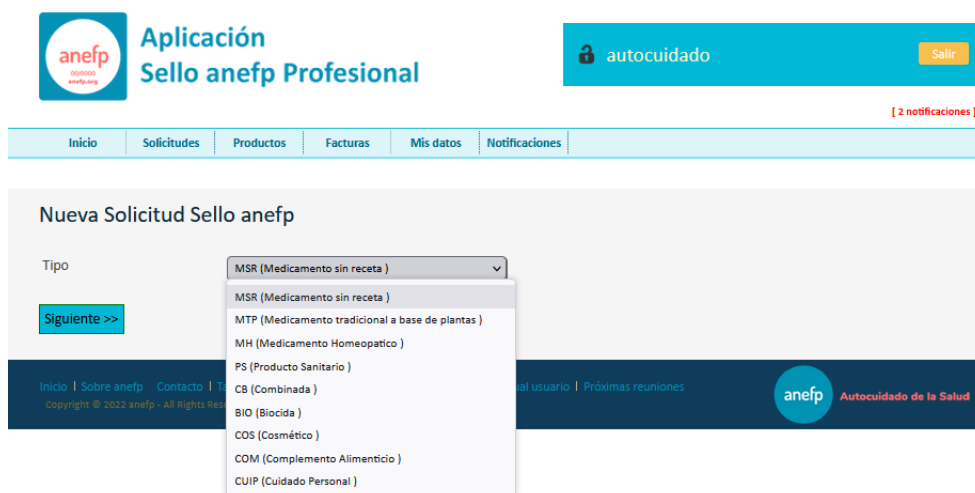 anefp
00/0000
anefp.org
Aplicación
Sello anefp Profesional
autocuidado
Salir
[ 2 notificaciones ]
Inicio
Solicitudes
Productos
Facturas
Mis datos
Notificaciones
Nueva Solicitud Sello anefp
Tipo
MSR (Medicamento sin receta )
MSR (Medicamento sin receta )
MTP (Medicamento tradicional a base de plantas )
MH (Medicamento Homeopatico )
PS (Producto Sanitario )
CB (Combinada )
BIO (Biocida )
COS (Cosmético )
COM (Complemento Alimenticio )
CUIP (Cuidado Personal )
Siguiente >>
Inicio | Sobre anefp Contacto | usuario | Próximas reuniones
Copyright © 2022 anefp - All Rights
anefp
Autocuidado de la Salud